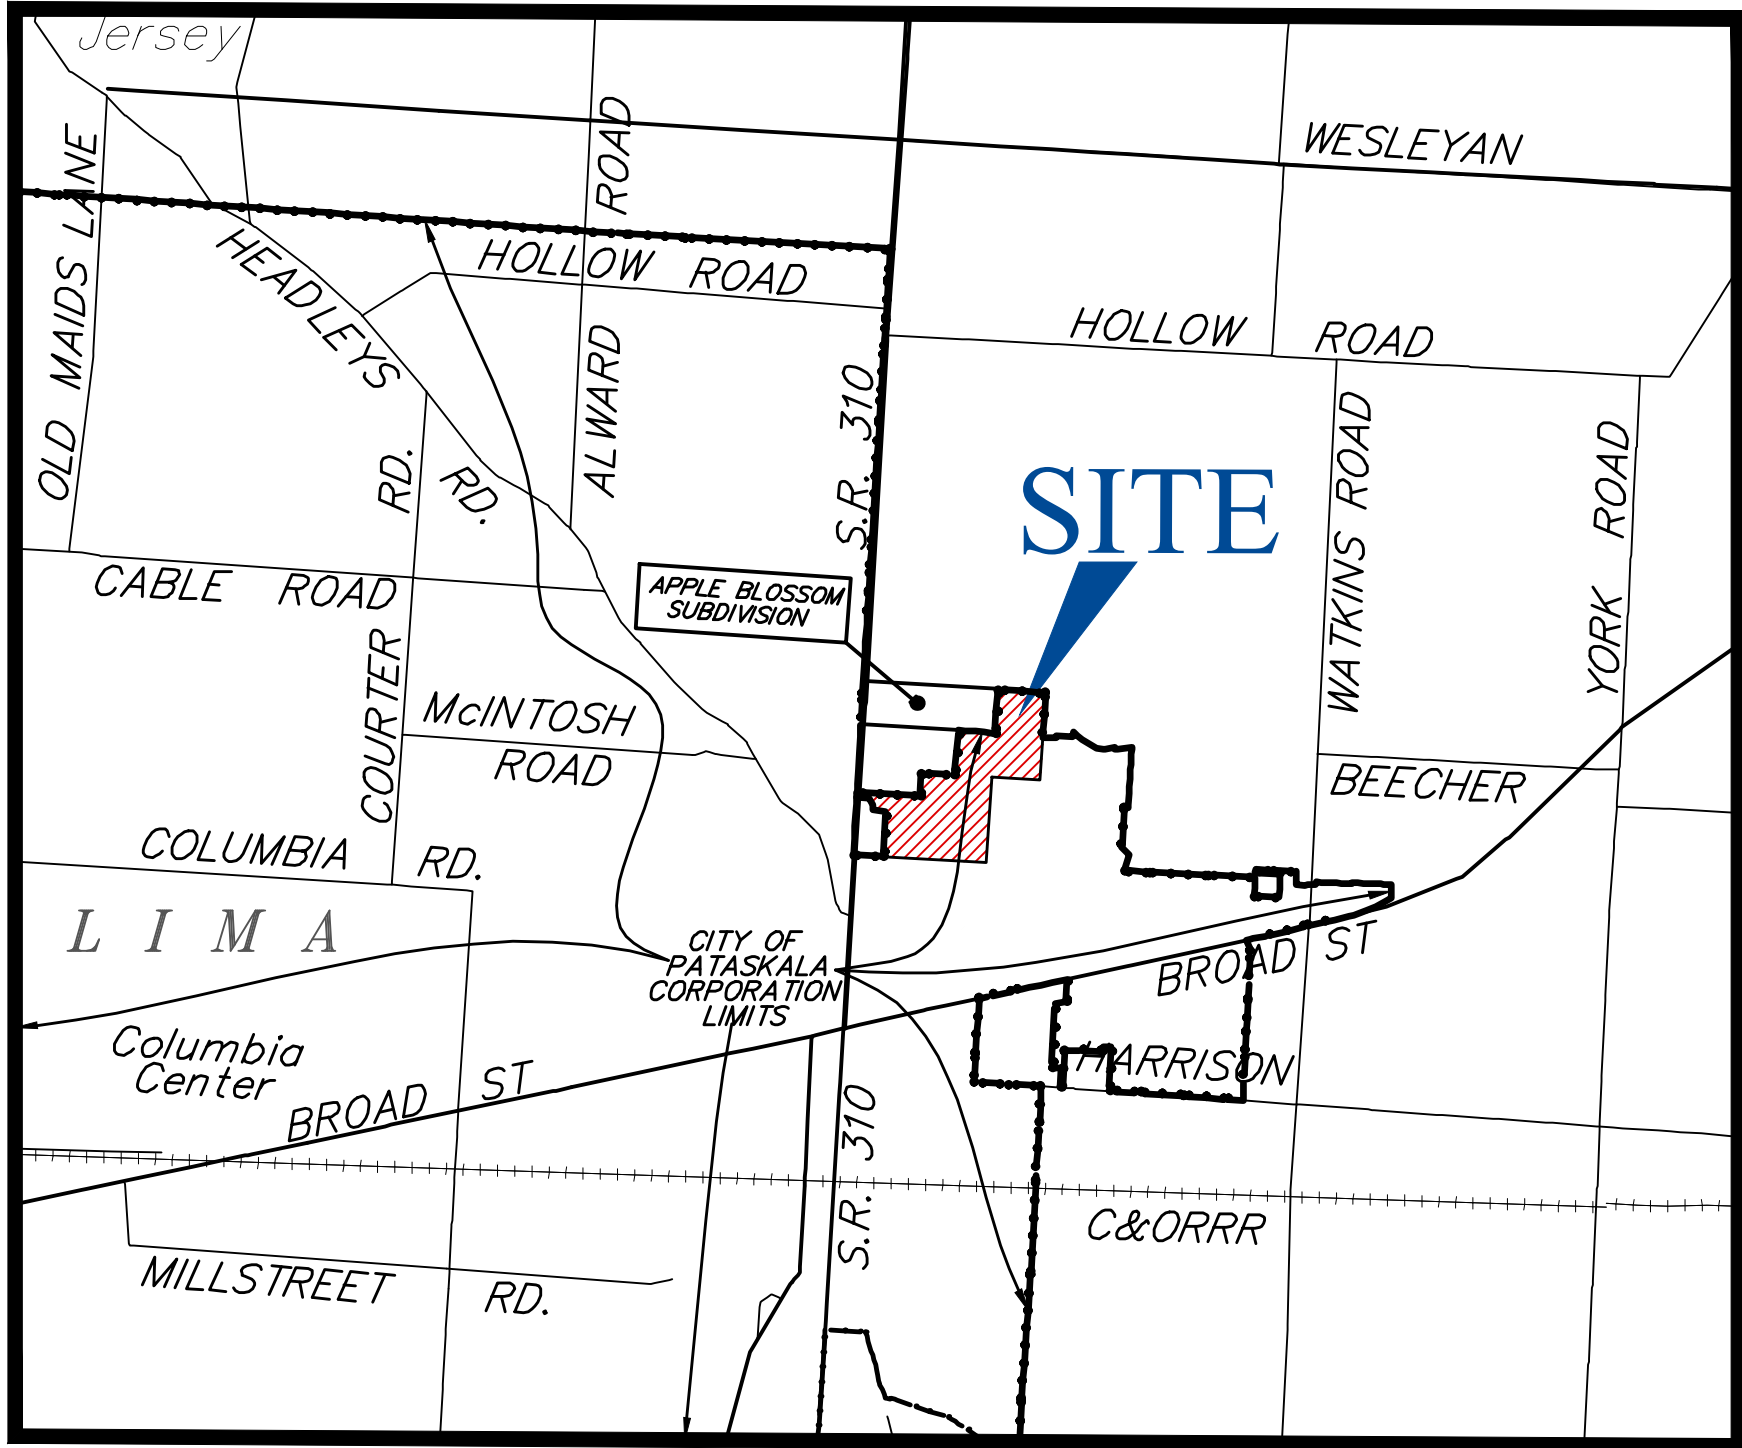 Jersey
WESLEYAN
OLD MAIDS LANE
HEADLEYS
RD.
HOLLOW ROAD
ALWARD ROAD
HOLLOW ROAD
S.R. 310
SITE
WATKINS ROAD
YORK ROAD
CABLE ROAD
COURTER RD.
APPLE BLOSSOM
SUBDIVISION
McINTOSH
ROAD
BEECHER
COLUMBIA RD.
LIMA
CITY OF
PATASKALA
CORPORATION
LIMITS
BROAD ST
Columbia
Center
BROAD ST
HARRISON
S.R. 310
C&ORRR
MILLSTREET RD.